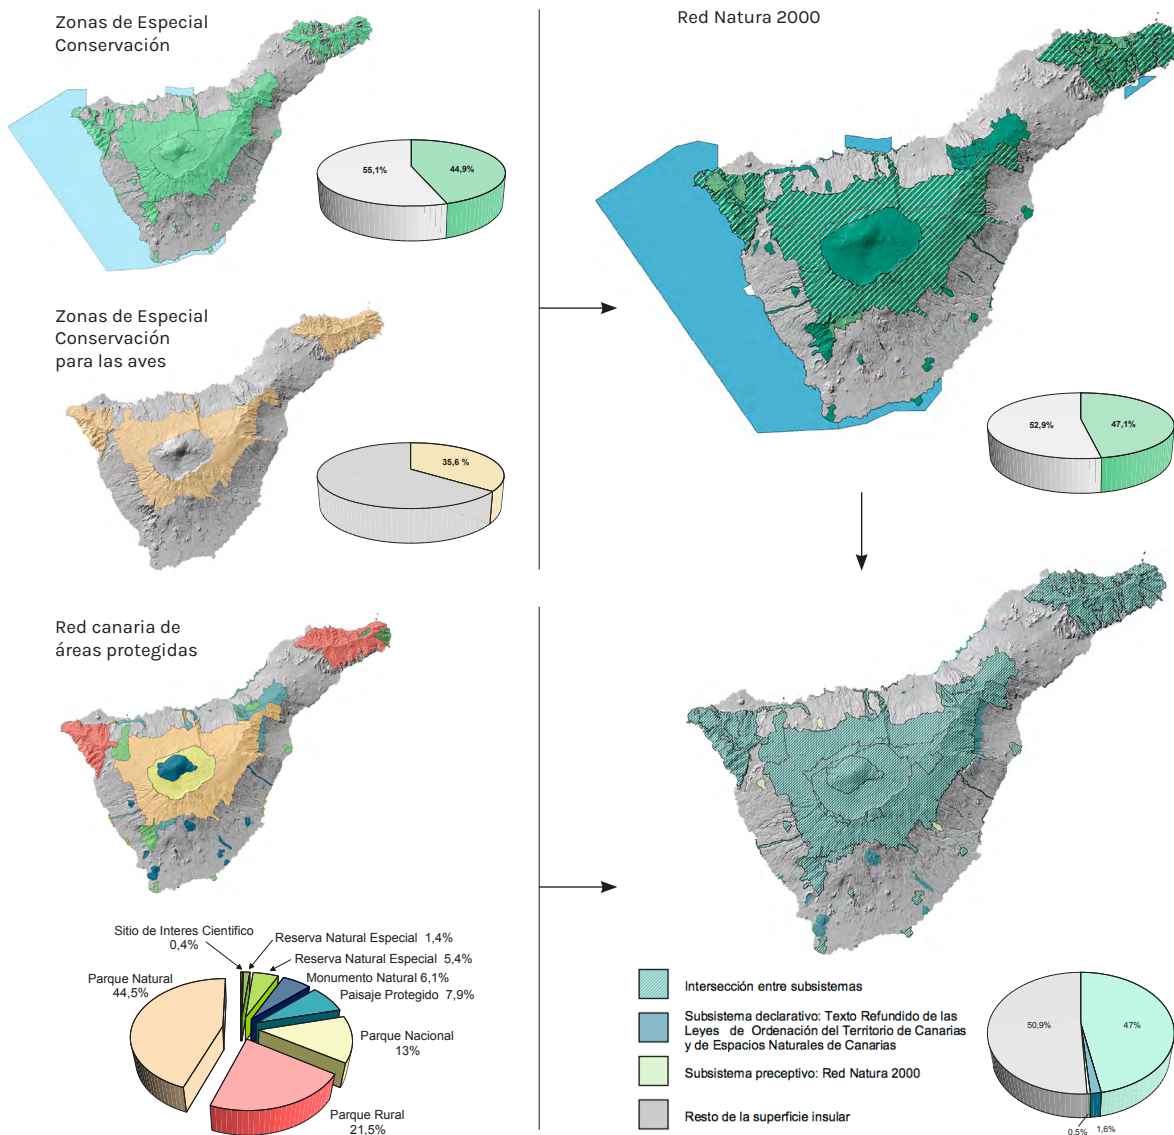 Zonas de Especial
Conservación
55,1%
44,9%
Zonas de Especial
Conservación
para las aves
35,6 %
Red Natura 2000
52,9%
47,1%
Red canaria de
áreas protegidas
Sitio de Interes Cientifico
0,4%
Reserva Natural Especial 1,4%
Reserva Natural Especial 5,4%
Monumento Natural 6,1%
Paisaje Protegido 7,9%
Parque Natural
44,5%
Parque Nacional
13%
Parque Rural
21,5%
Intersección entre subsistemas
Subsistema declarativo: Texto Refundido de las
Leyes de Ordenación del Territorio de Canarias
y de Espacios Naturales de Canarias
Subsistema preceptivo: Red Natura 2000
Resto de la superficie insular
50,9%
47%
0,5%
1,6%